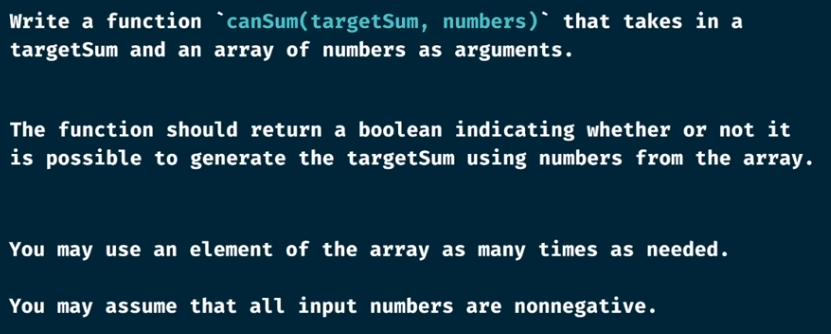 Write a function `canSum(targetSum, numbers)` that takes in a
targetSum and an array of numbers as arguments.
The function should return a boolean indicating whether or not it
is possible to generate the targetSum using numbers from the array.
You may use an element of the array as many times as needed.
You may assume that all input numbers are nonnegative.